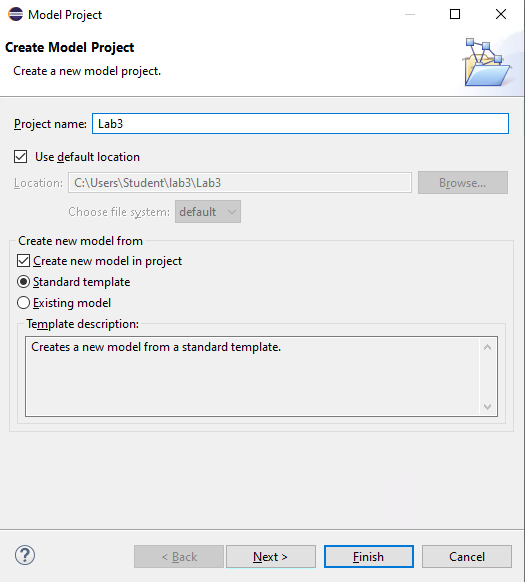 Model Project
Create Model Project
Create a new model project.
Project name: Lab3
Use default location
Location: C:\Users\Student\lab3\Lab3 Browse...
Choose file system: default
Create new model from
Create new model in project
Standard template
Existing model
Template description:
Creates a new model from a standard template.
? < Back Next > Finish Cancel